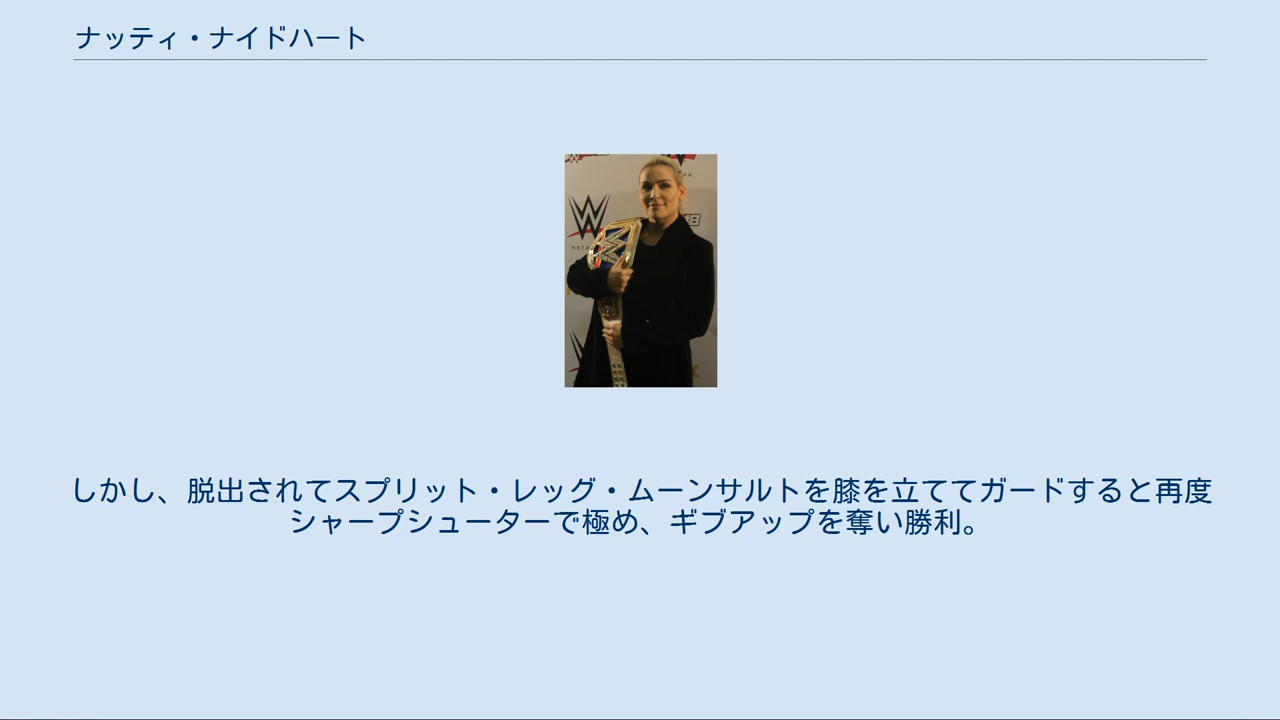 ナッティ・ナイドハート
しかし、脱出されてスプリット・レッグ・ムーンサルトを膝を立ててガードすると再度
シャープシューターで極め、ギブアップを奪い勝利。